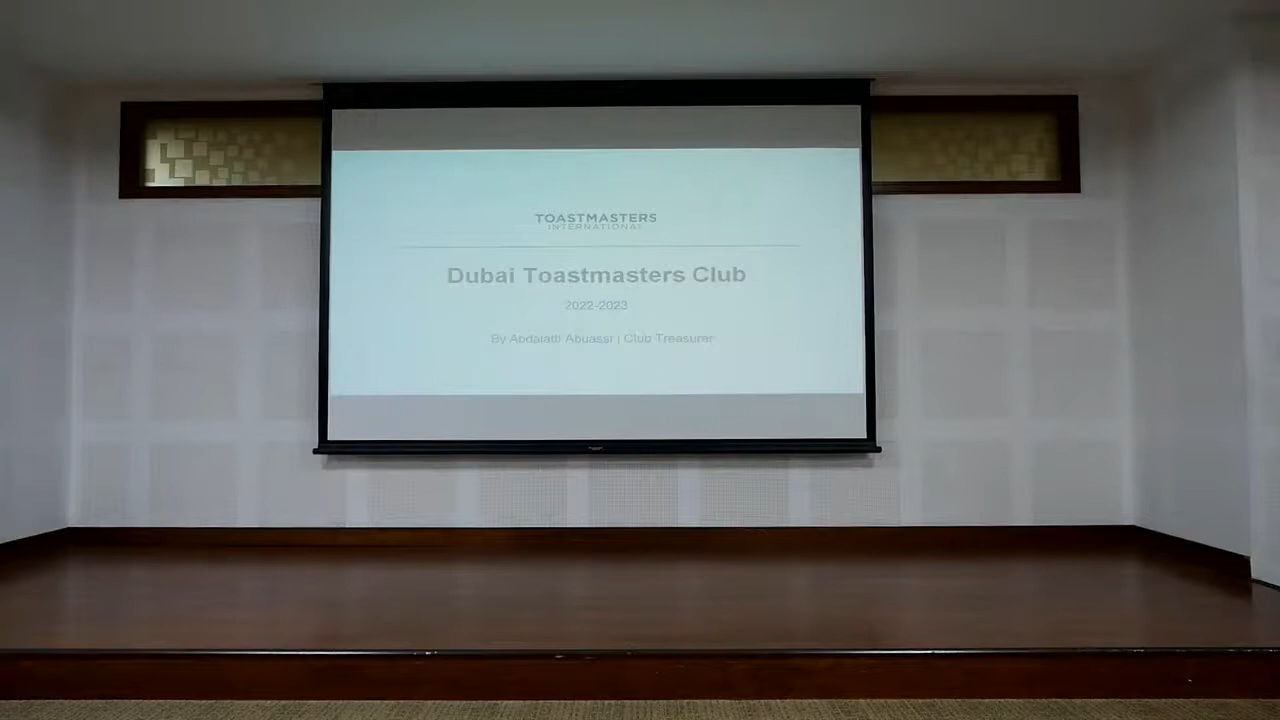 TOASTMASTERS
INTERNATIONAL
Dubai Toastmasters Club
2022-2023
By Abdalatti Abuassi | Club Treasurer